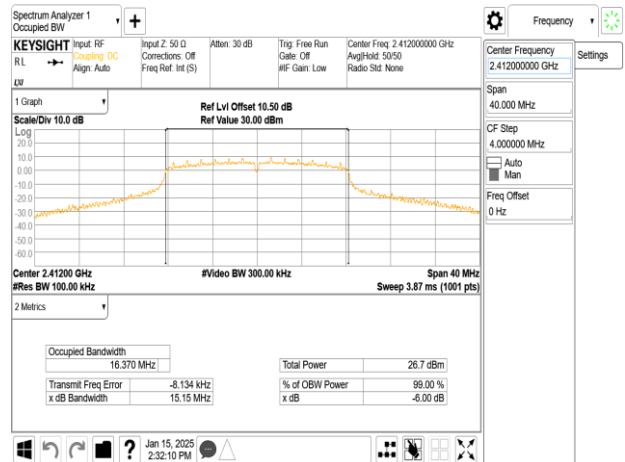 Spectrum Analyzer 1
Occupied BW
Frequency
KEYSIGHT
Input: RF
Input Z: 50 Ω
Atten: 30 dB
Trig: Free Run
Center Freq: 2.412000000 GHz
RL
Coupling: DC
Corrections: Off
Gate: Off
Avg|Hold: 50/50
Align: Auto
Freq Ref: Int (S)
#IF Gain: Low
Radio Std: None
LXI
Center Frequency
2.412000000 GHz
Settings
Span
40.000 MHz
CF Step
4.000000 MHz
Auto
Man
Freq Offset
0 Hz
1 Graph
Ref Lvl Offset 10.50 dB
Scale/Div 10.0 dB
Ref Value 30.00 dBm
Log
20.0
10.0
0.00
-10.0
-20.0
-30.0
-40.0
-50.0
-60.0
Center 2.41200 GHz
#Video BW 300.00 kHz
Span 40 MHz
#Res BW 100.00 kHz
Sweep 3.87 ms (1001 pts)
2 Metrics
Occupied Bandwidth
16.370 MHz
Total Power
26.7 dBm
Transmit Freq Error
-8.134 kHz
% of OBW Power
99.00 %
x dB Bandwidth
15.15 MHz
x dB
-6.00 dB
?
Jan 15, 2025
2:32:10 PM